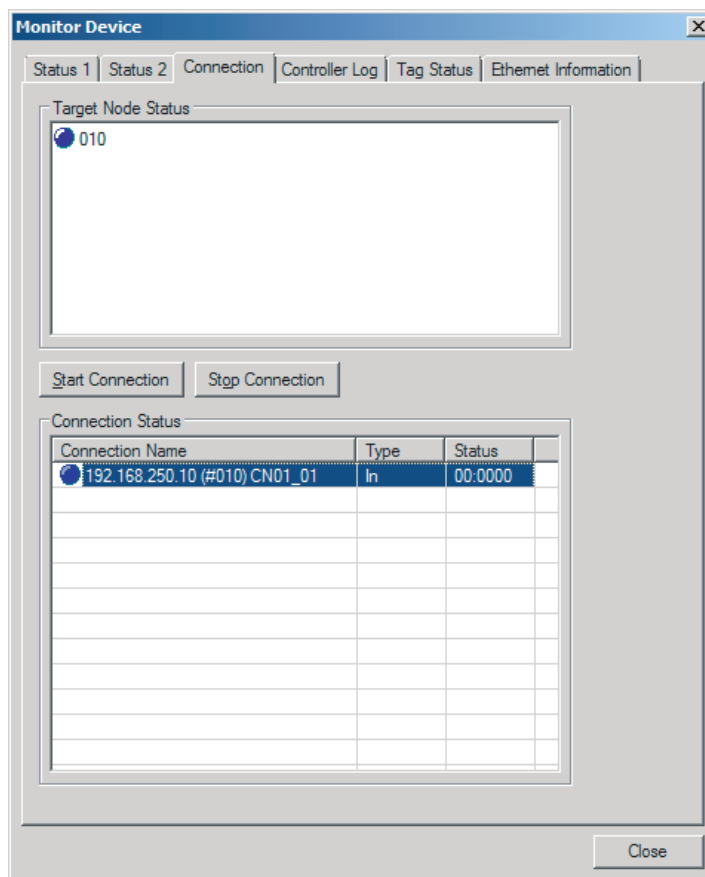 Monitor Device
Status 1 Status 2 Connection Controller Log Tag Status Ethernet Information
Target Node Status
010
Start Connection Stop Connection
Connection Status
Connection Name Type Status
192.168.250.10 (#010) CN01_01 In 00:0000
Close